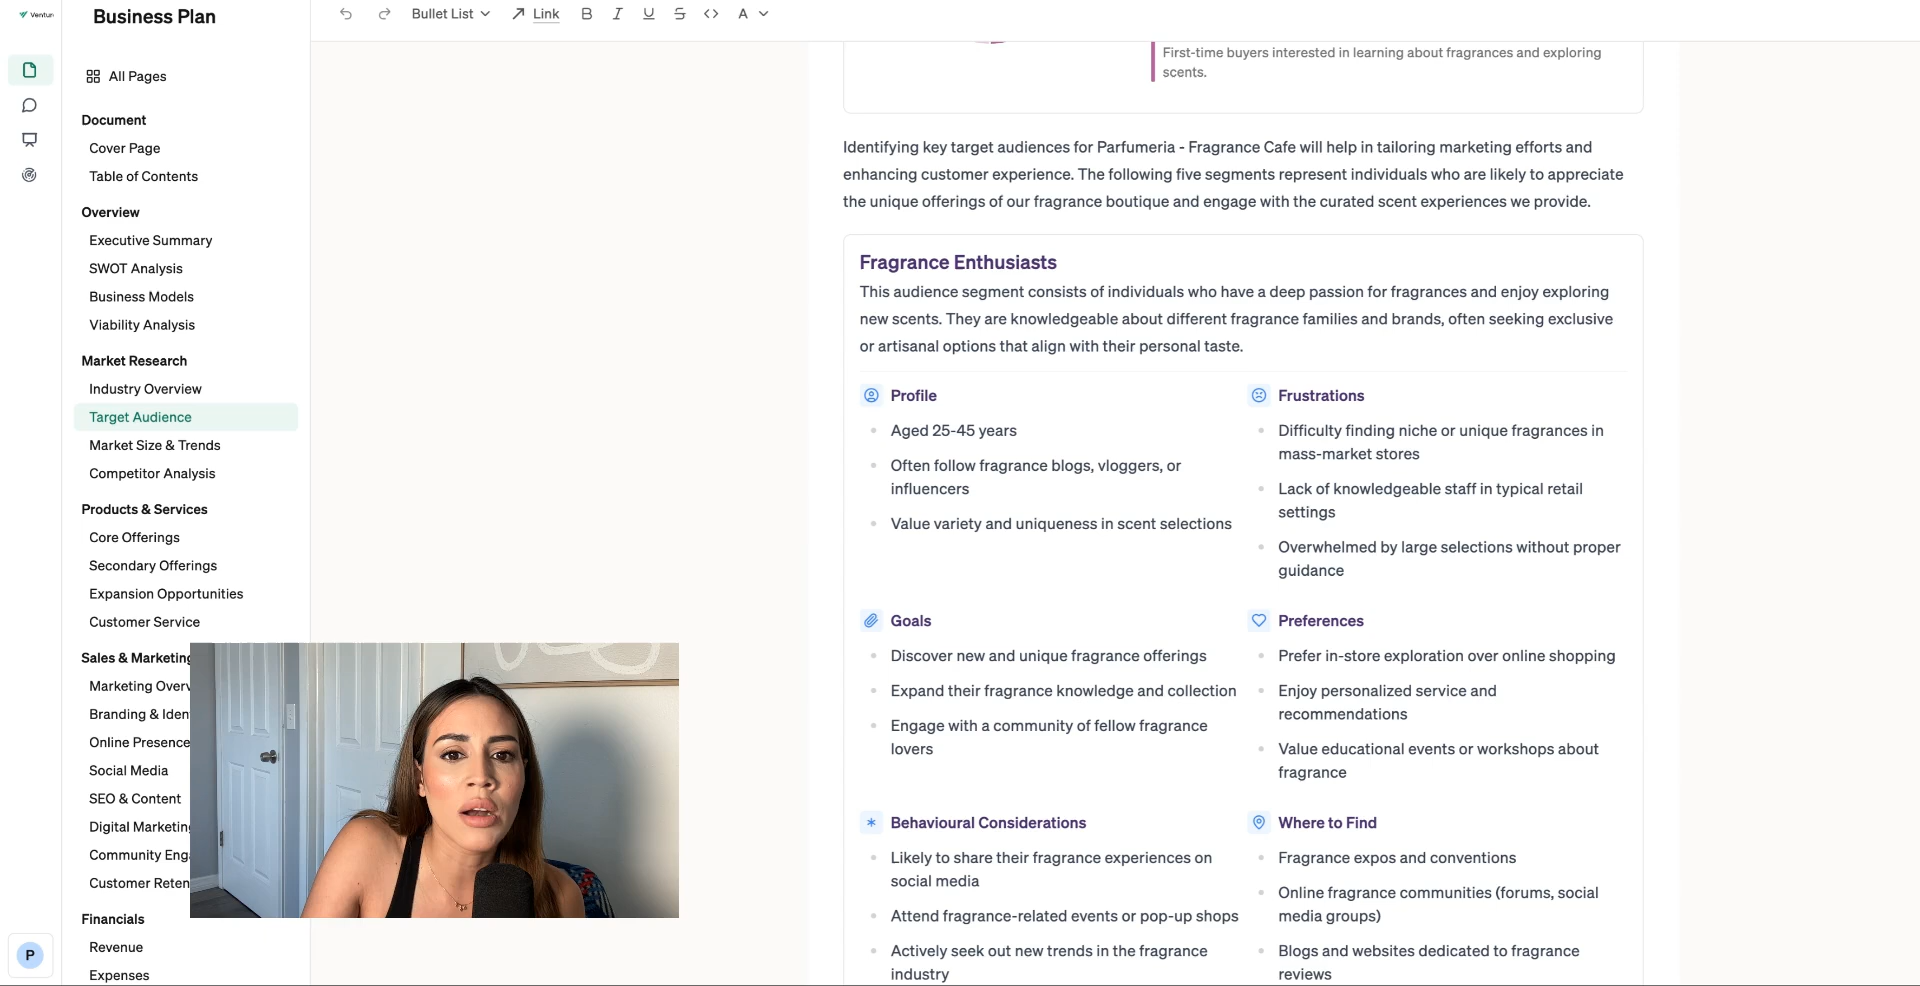 Business Plan
Bullet List
Link
B
I
U
S
A
All Pages
Document
Cover Page
Table of Contents
Overview
Executive Summary
SWOT Analysis
Business Models
Viability Analysis
Market Research
Industry Overview
Target Audience
Market Size & Trends
Competitor Analysis
Products & Services
Core Offerings
Secondary Offerings
Expansion Opportunities
Customer Service
Sales & Marketing
Marketing Overv
Branding & Iden
Online Presence
Social Media
SEO & Content
Digital Marketing
Community Eng
Customer Reten
Financials
Revenue
Expenses
P
First-time buyers interested in learning about fragrances and exploring
scents.
Identifying key target audiences for Parfumeria - Fragrance Cafe will help in tailoring marketing efforts and
enhancing customer experience. The following five segments represent individuals who are likely to appreciate
the unique offerings of our fragrance boutique and engage with the curated scent experiences we provide.
Fragrance Enthusiasts
This audience segment consists of individuals who have a deep passion for fragrances and enjoy exploring
new scents. They are knowledgeable about different fragrance families and brands, often seeking exclusive
or artisanal options that align with their personal taste.
Profile
Aged 25-45 years
Often follow fragrance blogs, vloggers, or
influencers
Value variety and uniqueness in scent selections
Frustrations
Difficulty finding niche or unique fragrances in
mass-market stores
Lack of knowledgeable staff in typical retail
settings
Overwhelmed by large selections without proper
guidance
Goals
Discover new and unique fragrance offerings
Expand their fragrance knowledge and collection
Engage with a community of fellow fragrance
lovers
Preferences
Prefer in-store exploration over online shopping
Enjoy personalized service and
recommendations
Value educational events or workshops about
fragrance
Behavioural Considerations
Likely to share their fragrance experiences on
social media
Attend fragrance-related events or pop-up shops
Actively seek out new trends in the fragrance
industry
Where to Find
Fragrance expos and conventions
Online fragrance communities (forums, social
media groups)
Blogs and websites dedicated to fragrance
reviews